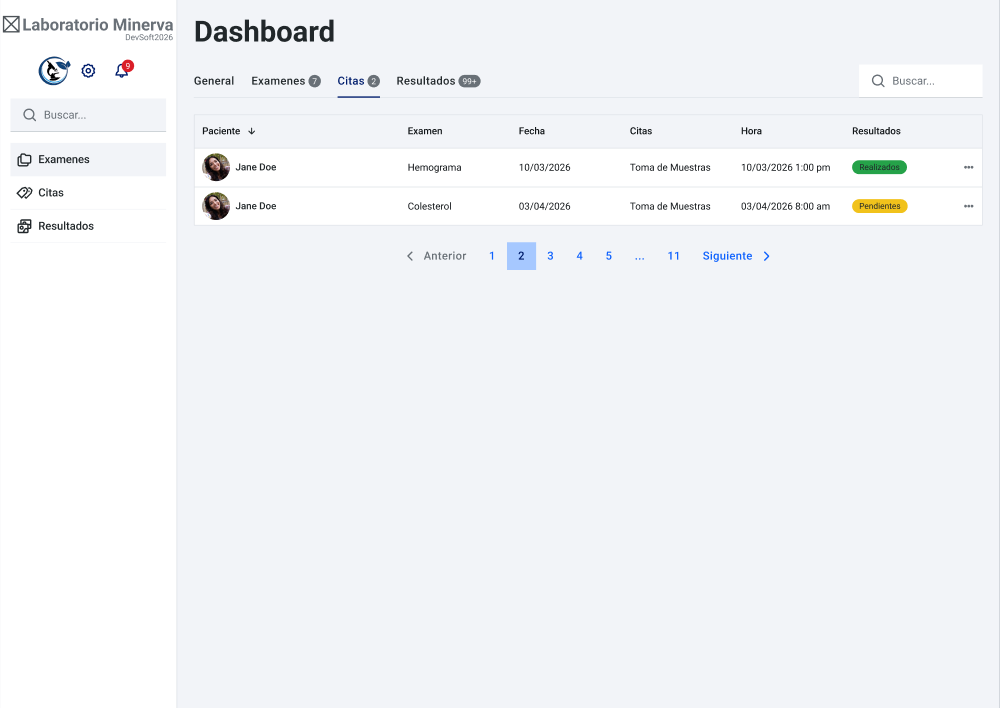 Laboratorio Minerva
DevSoft2026
9
Buscar...
Examenes
Citas
Resultados
Dashboard
General Examenes 7 Citas 2 Resultados 99+ Buscar...
Paciente Examen Fecha Citas Hora Resultados
Jane Doe Hemograma 10/03/2026 Toma de Muestras 10/03/2026 1:00 pm Realizados
Jane Doe Colesterol 03/04/2026 Toma de Muestras 03/04/2026 8:00 am Pendientes
Anterior 1 2 3 4 5 ... 11 Siguiente